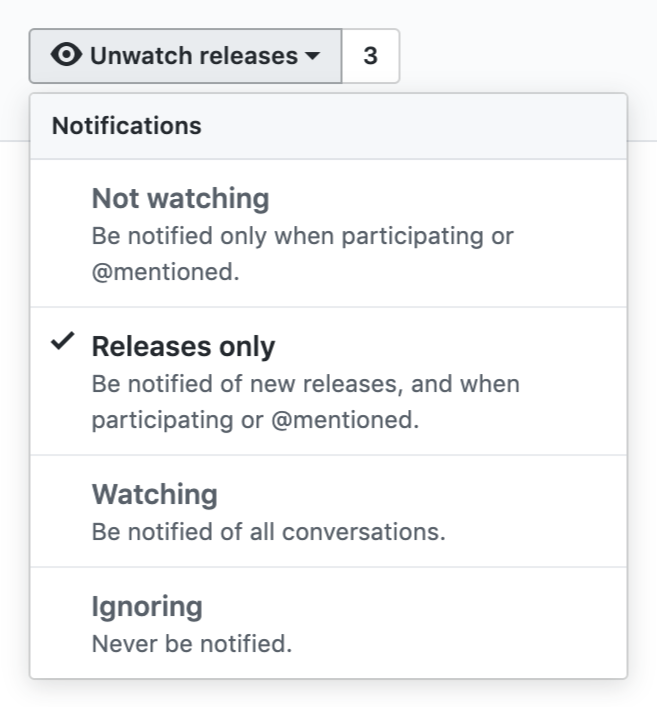 Unwatch releases 3
Notifications
Not watching
Be notified only when participating or
@mentioned.
Releases only
Be notified of new releases, and when
participating or @mentioned.
Watching
Be notified of all conversations.
Ignoring
Never be notified.